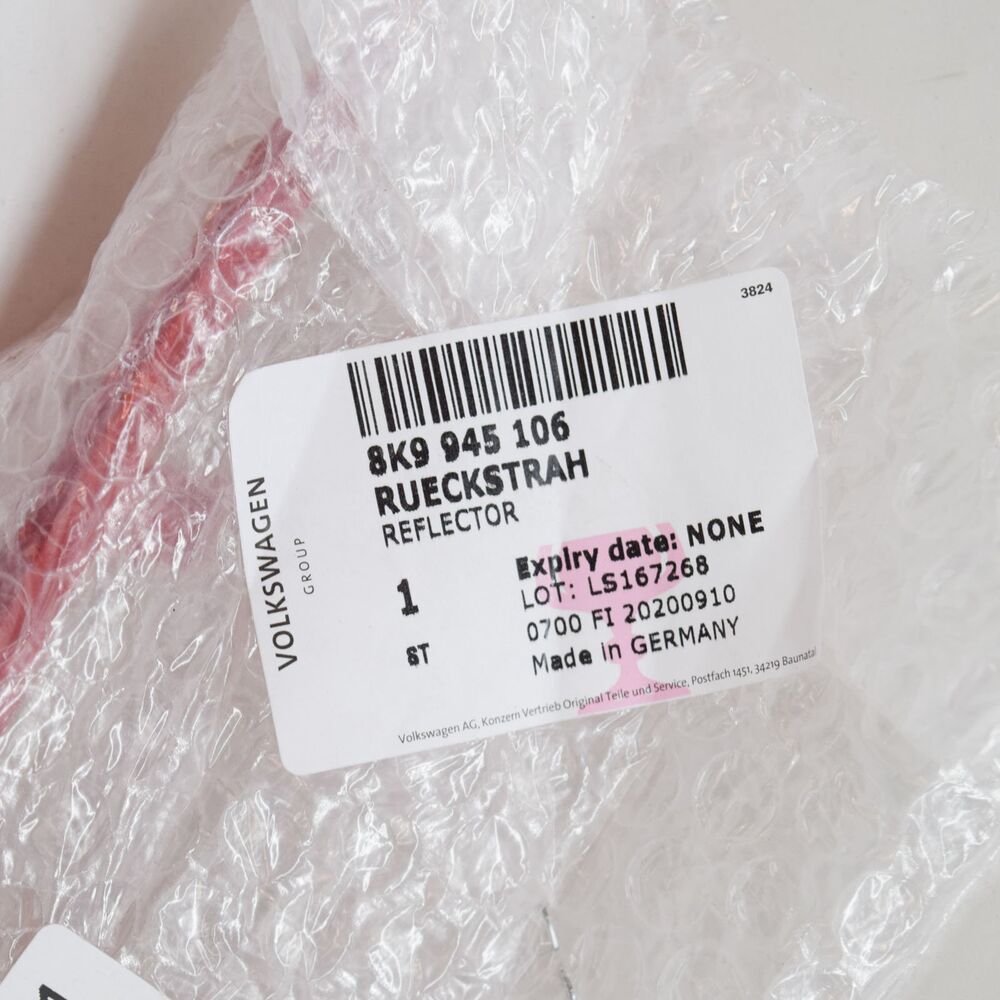 3824
8K9 945 106
RUECKSTRAH
REFLECTOR
VOLKSWAGEN
GROUP
1
ST
Expiry date: NONE
LOT: LS167268
0700 FI 20200910
Made in GERMANY
Volkswagen AG, Konzern Vertrieb Original Teile und Service, Postfach 1451, 34219 Baunatal